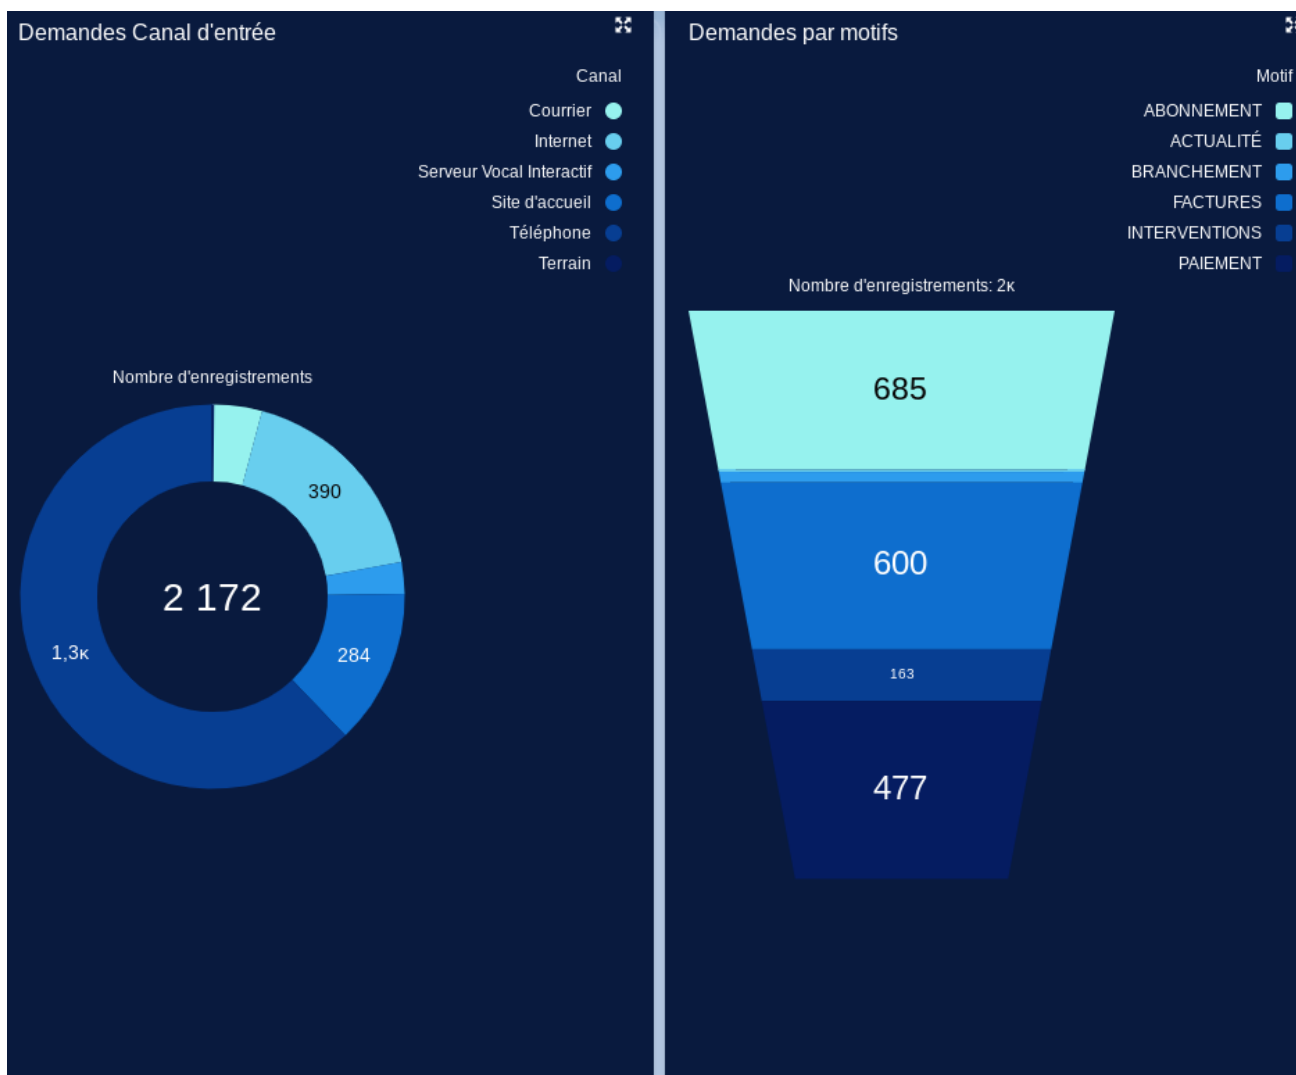 Demandes Canal d'entrée
Canal
Courrier
Internet
Serveur Vocal Interactif
Site d'accueil
Téléphone
Terrain
Nombre d'enregistrements
390
2 172
1,3ĸ
284
Demandes par motifs
Motif
ABONNEMENT
ACTUALITÉ
BRANCHEMENT
FACTURES
INTERVENTIONS
PAIEMENT
Nombre d'enregistrements: 2ĸ
685
600
163
477